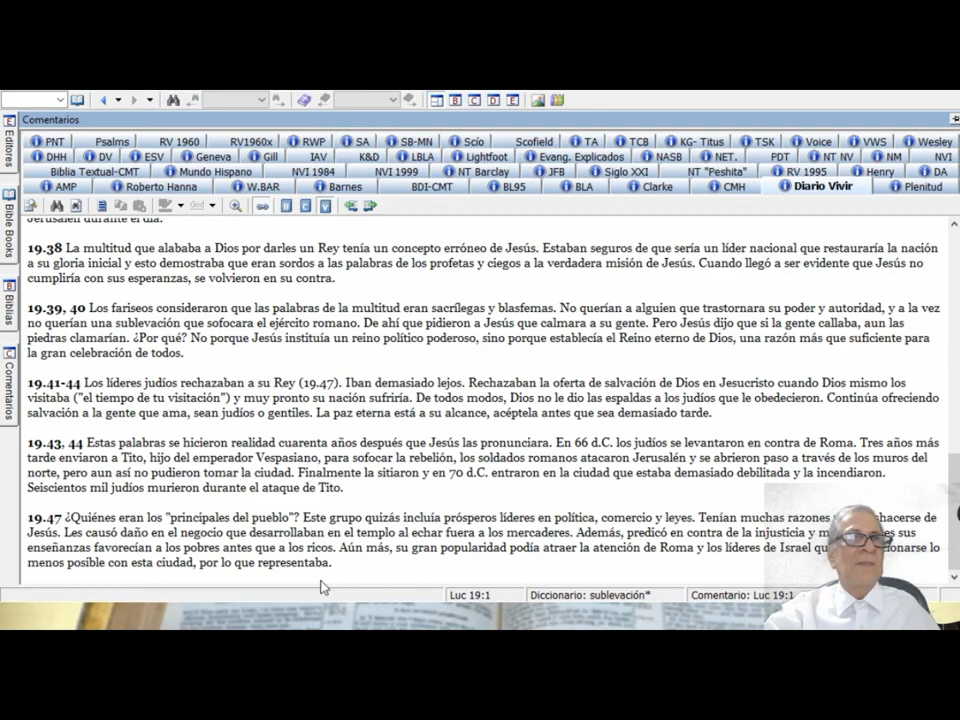 Comentarios
PNT Psalms RV 1960 RV1960x RWP SA SB-MN Scío Scofield TA TCB KG- Titus TSK Voice VWS Wesley
DHH DV ESV Geneva Gill IAV K&D LBLA Lightfoot Evang. Explicados NASB NET. PDT NT NV NM NVI
Biblia Textual-CMT Mundo Hispano NVI 1984 NVI 1999 NT Barclay JFB Siglo XXI NT "Peshita" RV 1995 Henry DA
AMP Roberto Hanna W.BAR Barnes BDI-CMT BL95 BLA Clarke CMH Diario Vivir Plenitud
Editores
Bible Books
Biblias
Comentarios
Jerusalén durante el día.
19.38 La multitud que alababa a Dios por darles un Rey tenía un concepto erróneo de Jesús. Estaban seguros de que sería un líder nacional que restauraría la nación
a su gloria inicial y esto demostraba que eran sordos a las palabras de los profetas y ciegos a la verdadera misión de Jesús. Cuando llegó a ser evidente que Jesús no
cumpliría con sus esperanzas, se volvieron en su contra.
19.39, 40 Los fariseos consideraron que las palabras de la multitud eran sacrílegas y blasfemas. No querían a alguien que trastornara su poder y autoridad, y a la vez
no querían una sublevación que sofocara el ejército romano. De ahí que pidieron a Jesús que calmara a su gente. Pero Jesús dijo que si la gente callaba, aun las
piedras clamarían. ¿Por qué? No porque Jesús instituía un reino político poderoso, sino porque establecía el Reino eterno de Dios, una razón más que suficiente para
la gran celebración de todos.
19.41-44 Los líderes judíos rechazaban a su Rey (19.47). Iban demasiado lejos. Rechazaban la oferta de salvación de Dios en Jesucristo cuando Dios mismo los
visitaba ("el tiempo de tu visitación") y muy pronto su nación sufriría. De todos modos, Dios no le dio las espaldas a los judíos que le obedecieron. Continúa ofreciendo
salvación a la gente que ama, sean judíos o gentiles. La paz eterna está a su alcance, acéptela antes que sea demasiado tarde.
19.43, 44 Estas palabras se hicieron realidad cuarenta años después que Jesús las pronunciara. En 66 d.C. los judíos se levantaron en contra de Roma. Tres años más
tarde enviaron a Tito, hijo del emperador Vespasiano, para sofocar la rebelión, los soldados romanos atacaron Jerusalén y se abrieron paso a través de los muros del
norte, pero aun así no pudieron tomar la ciudad. Finalmente la sitiaron y en 70 d.C. entraron en la ciudad que estaba demasiado debilitada y la incendiaron.
Seiscientos mil judíos murieron durante el ataque de Tito.
19.47 ¿Quiénes eran los "principales del pueblo"? Este grupo quizás incluía prósperos líderes en política, comercio y leyes. Tenían muchas razones shacerse de
Jesús. Les causó daño en el negocio que desarrollaban en el templo al echar fuera a los mercaderes. Además, predicó en contra de la injusticia y m es sus
enseñanzas favorecían a los pobres antes que a los ricos. Aún más, su gran popularidad podía atraer la atención de Roma y los líderes de Israel qu ionarse lo
menos posible con esta ciudad, por lo que representaba.
Luc 19:1 Diccionario: sublevación* Comentario: Luc 19:1